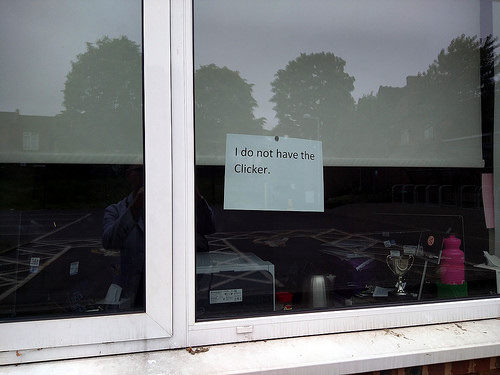 I do not have the
Clicker.